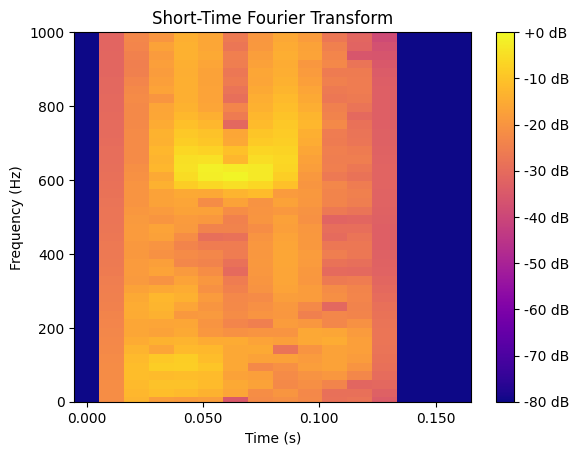 Short-Time Fourier Transform
1000
800
600
400
200
0
Frequency (Hz)
0.000
0.050
0.100
0.150
Time (s)
+0 dB
-10 dB
-20 dB
-30 dB
-40 dB
-50 dB
-60 dB
-70 dB
-80 dB